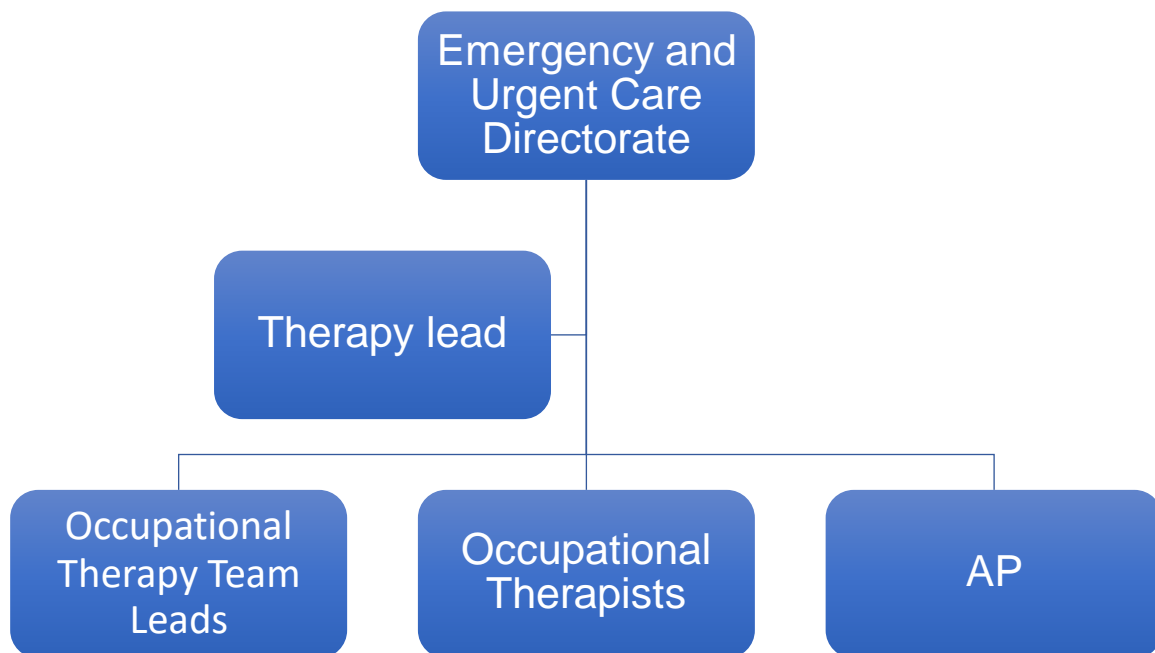 Emergency and
Urgent Care
Directorate
Therapy lead
Occupational
Therapy Team
Leads
Occupational
Therapists
AP